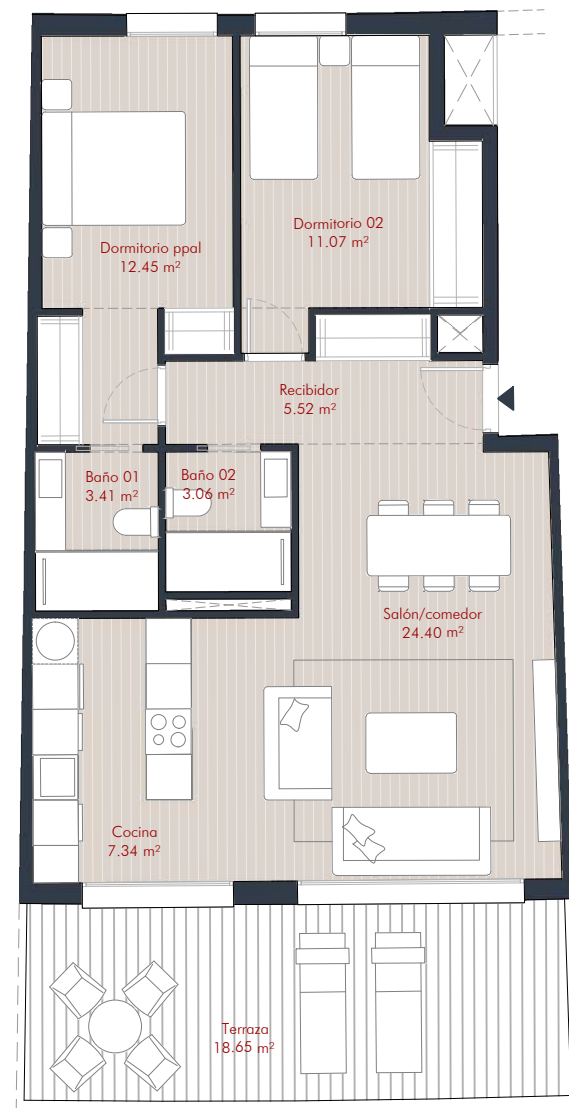 Dormitorio 02
11.07 m²
Dormitorio ppal
12.45 m²
Recibidor
5.52 m²
Baño 01
3.41 m²
Baño 02
3.06 m²
Salón/comedor
24.40 m²
Cocina
7.34 m²
Terraza
18.65 m²